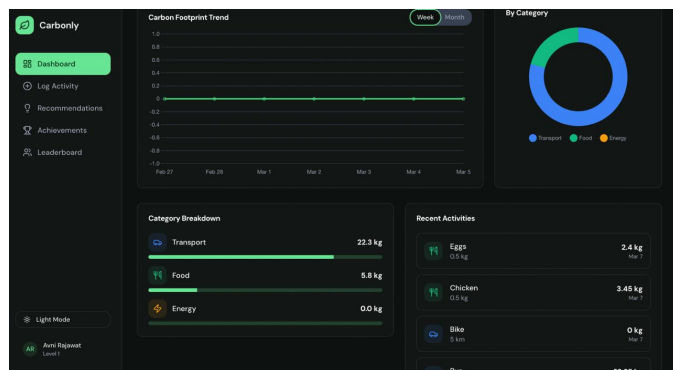 Carbonly
Dashboard
Log Activity
Recommendations
Achievements
Leaderboard
Light Mode
AR
Avni Rajawat
Level 1
Carbon Footprint Trend
Week
Month
1.0
0.8
0.6
0.4
0.2
0
-0.2
-0.4
-0.6
-0.8
-1.0
Feb 27
Feb 28
Mar 1
Mar 2
Mar 3
Mar 4
Mar 5
By Category
Transport
Food
Energy
Category Breakdown
Transport
22.3 kg
Food
5.8 kg
Energy
0.0 kg
Recent Activities
Eggs
2.4 kg
0.5 kg
Mar 7
Chicken
3.45 kg
0.5 kg
Mar 7
Bike
0 kg
5 km
Mar 7